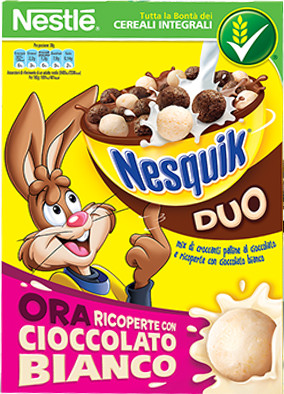 Nestlé
Tutta la Bontà dei
CEREALI INTEGRALI
Nesquik
DUO
mix di croccanti palline al cioccolato
e ricoperte con cioccolato bianco
ORA RICOPERTE CON
CIOCCOLATO
BIANCO